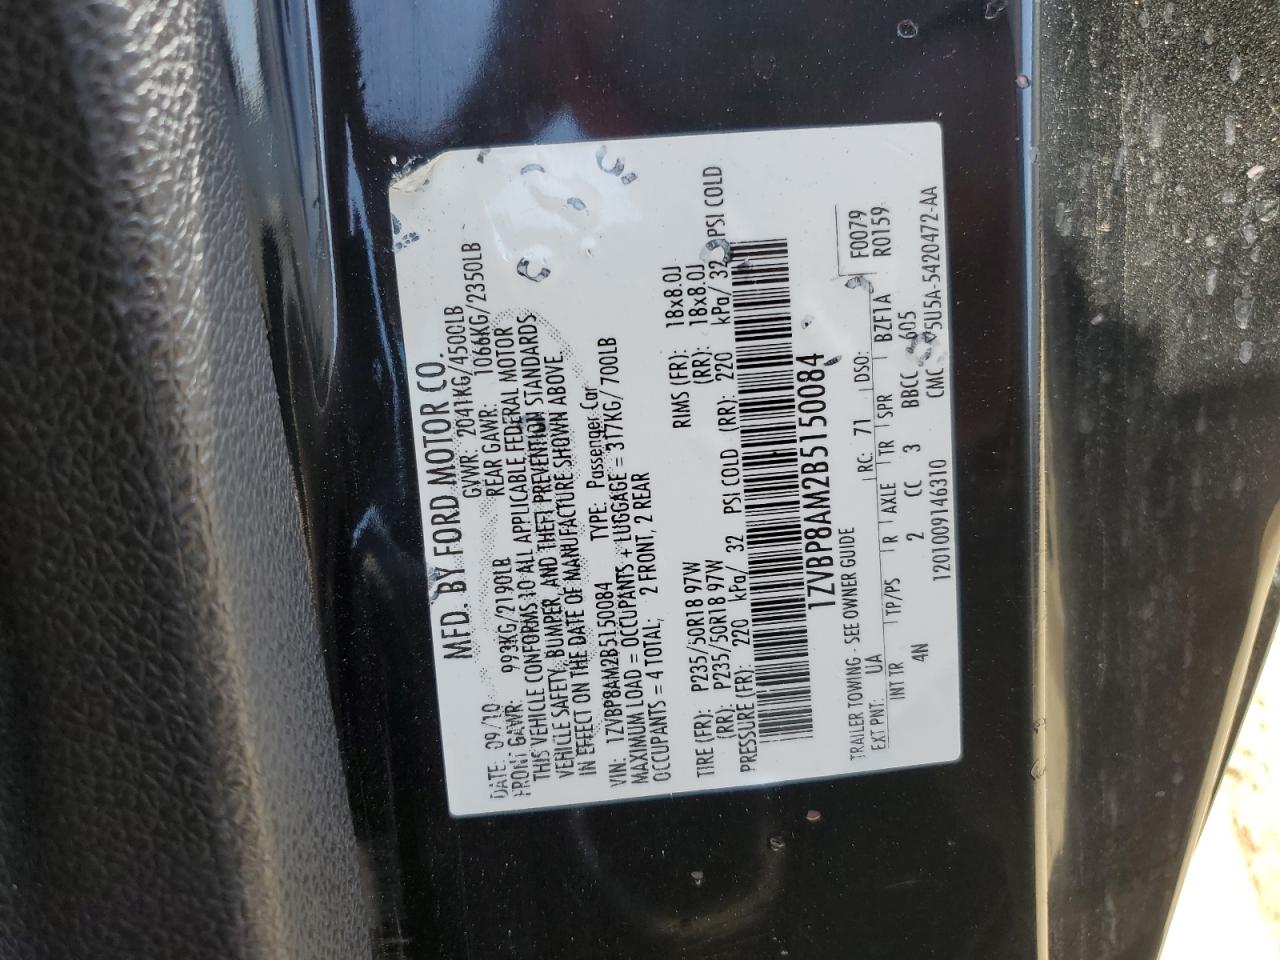 MFD. BY FORD MOTOR CO.
DATE: 09/10 GVWR: 2041KG/4500LB
FRONT GAWR: 993KG/2190LB REAR GAWR: 1066KG/2350LB
THIS VEHICLE CONFORMS TO ALL APPLICABLE FEDERAL MOTOR
VEHICLE SAFETY, BUMPER, AND THEFT PREVENTION STANDARDS
IN EFFECT ON THE DATE OF MANUFACTURE SHOWN ABOVE.
VIN: 1ZVBP8AM2B5150084 TYPE: Passenger Car
MAXIMUM LOAD = OCCUPANTS + LUGGAGE = 317KG/700LB
OCCUPANTS = 4 TOTAL; 2 FRONT, 2 REAR
TIRE (FR): P235/50R18 97W RIMS (FR): 18x8.0J
(RR): P235/50R18 97W (RR): 18x8.0J
PRESSURE (FR): 220 kPa/ 32 PSI COLD (RR): 220 kPa/ 32 PSI COLD
1ZVBP8AM2B5150084
TRAILER TOWING - SEE OWNER GUIDE RC: 71 DSO: F0079
EXT PNT: UA R0159
INT TR TP/PS R AXLE TR SPR BZF1A
4N 2 CC 3 BBCC 605
1201009146310 CMC V5U5A-5420472-AA